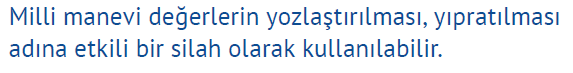 Milli manevi değerlerin yozlaştırılması, yıpratılması
adına etkili bir silah olarak kullanılabilir.